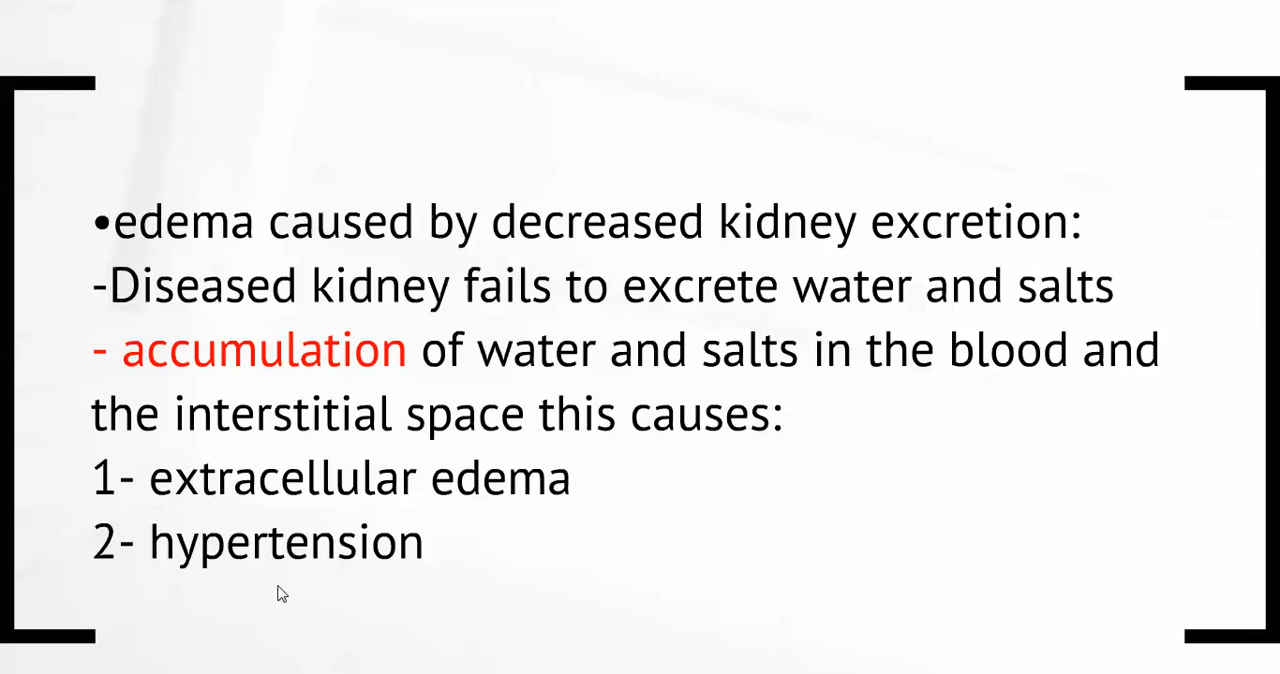 •edema caused by decreased kidney excretion:
-Diseased kidney fails to excrete water and salts
- accumulation of water and salts in the blood and
the interstitial space this causes:
1- extracellular edema
2- hypertension